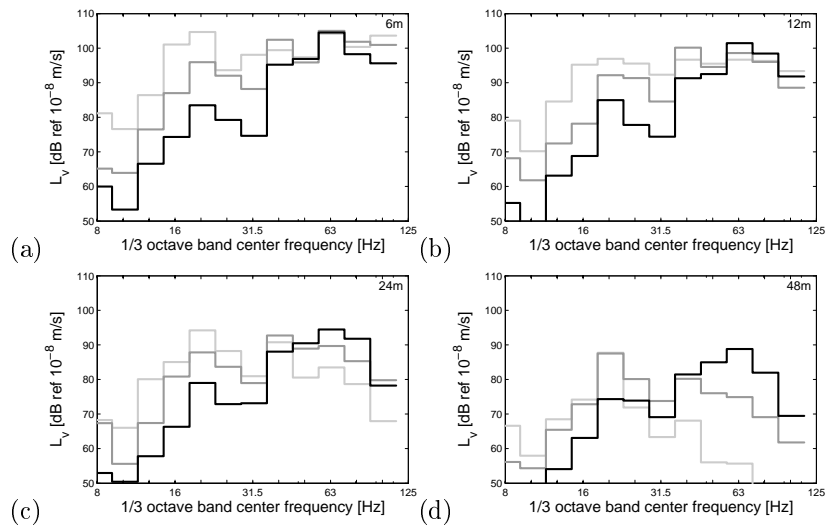 110
100
90
80
70
60
50
8 16 31.5 63 125
1/3 octave band center frequency [Hz]
L_v [dB ref 10^−8 m/s]
6m
(a)
110
100
90
80
70
60
50
8 16 31.5 63 125
1/3 octave band center frequency [Hz]
L_v [dB ref 10^−8 m/s]
12m
(b)
110
100
90
80
70
60
50
8 16 31.5 63 125
1/3 octave band center frequency [Hz]
L_v [dB ref 10^−8 m/s]
24m
(c)
110
100
90
80
70
60
50
8 16 31.5 63 125
1/3 octave band center frequency [Hz]
L_v [dB ref 10^−8 m/s]
48m
(d)